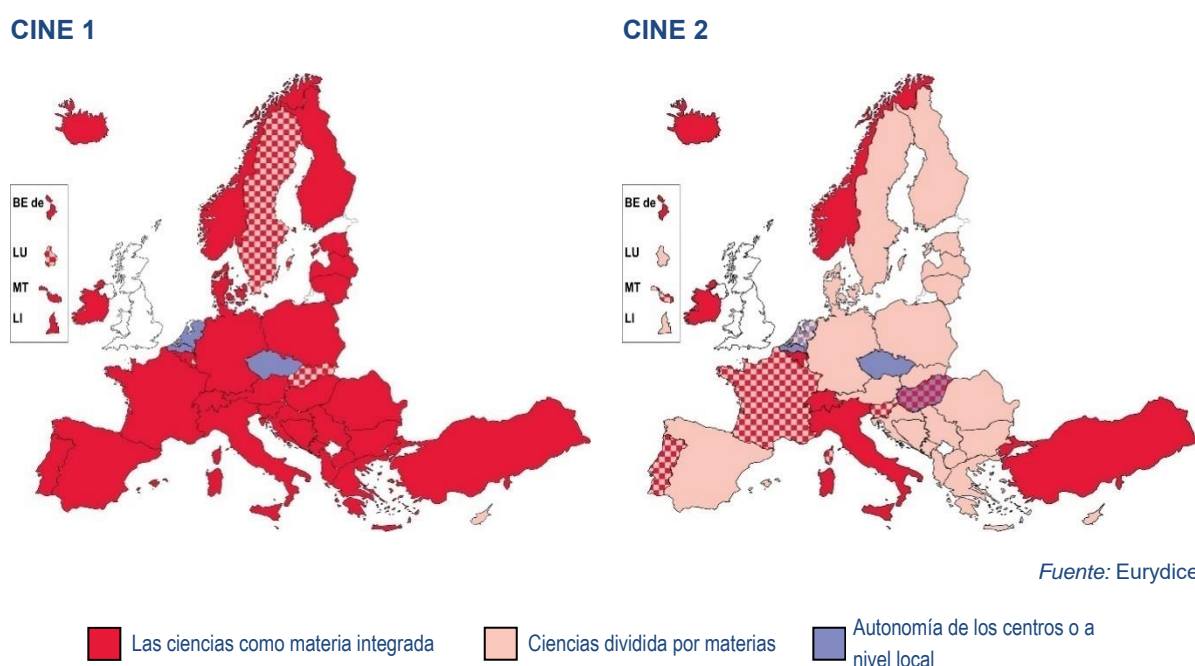 CINE 1
CINE 2
BE de
LU
MT
LI
BE de
LU
MT
LI
Fuente: Eurydice
Las ciencias como materia integrada
Ciencias dividida por materias
Autonomía de los centros o a
nivel local